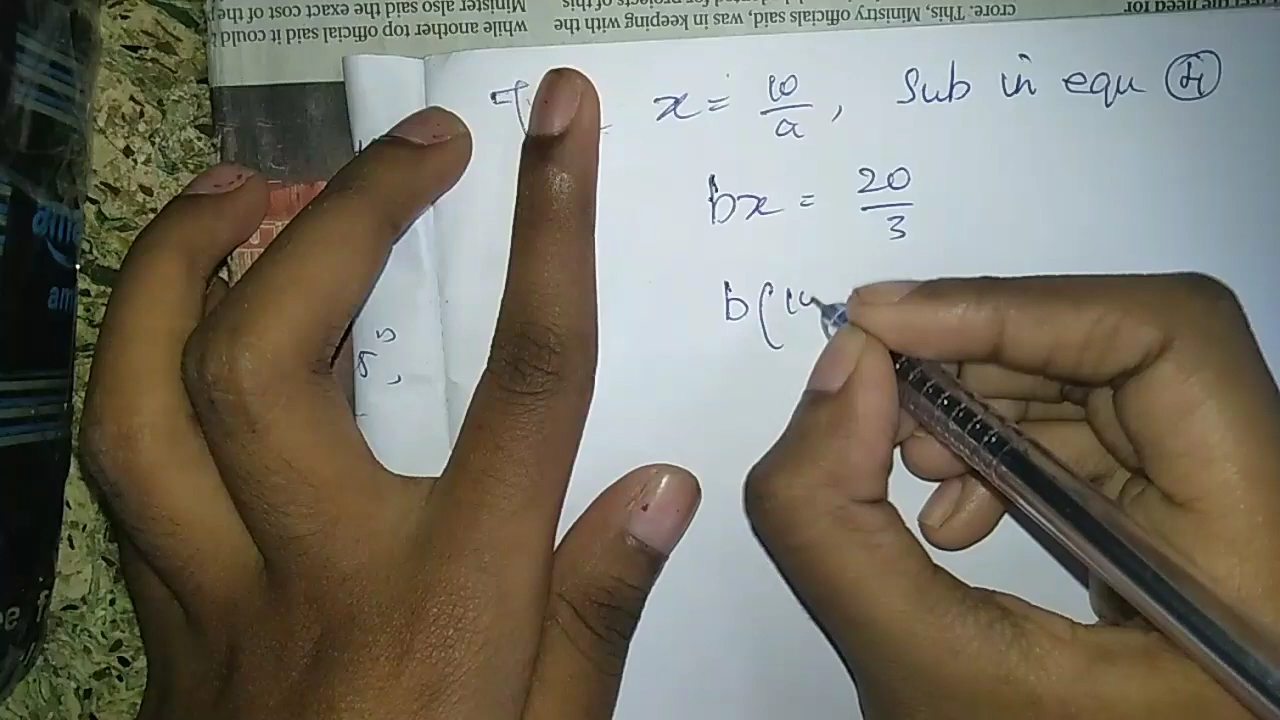 crore. This, Ministry officials said, was in keeping with the
while another top official said it could
Minister also said the exact cost of the
x = 10/a, Sub in equ ④
bx = 20/3
b(10